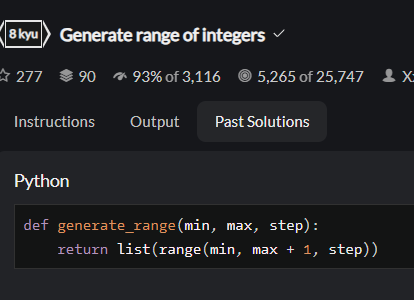 8 kyu Generate range of integers
277 90 93% of 3,116 5,265 of 25,747
Instructions Output Past Solutions
Python
def generate_range(min, max, step):
    return list(range(min, max + 1, step))